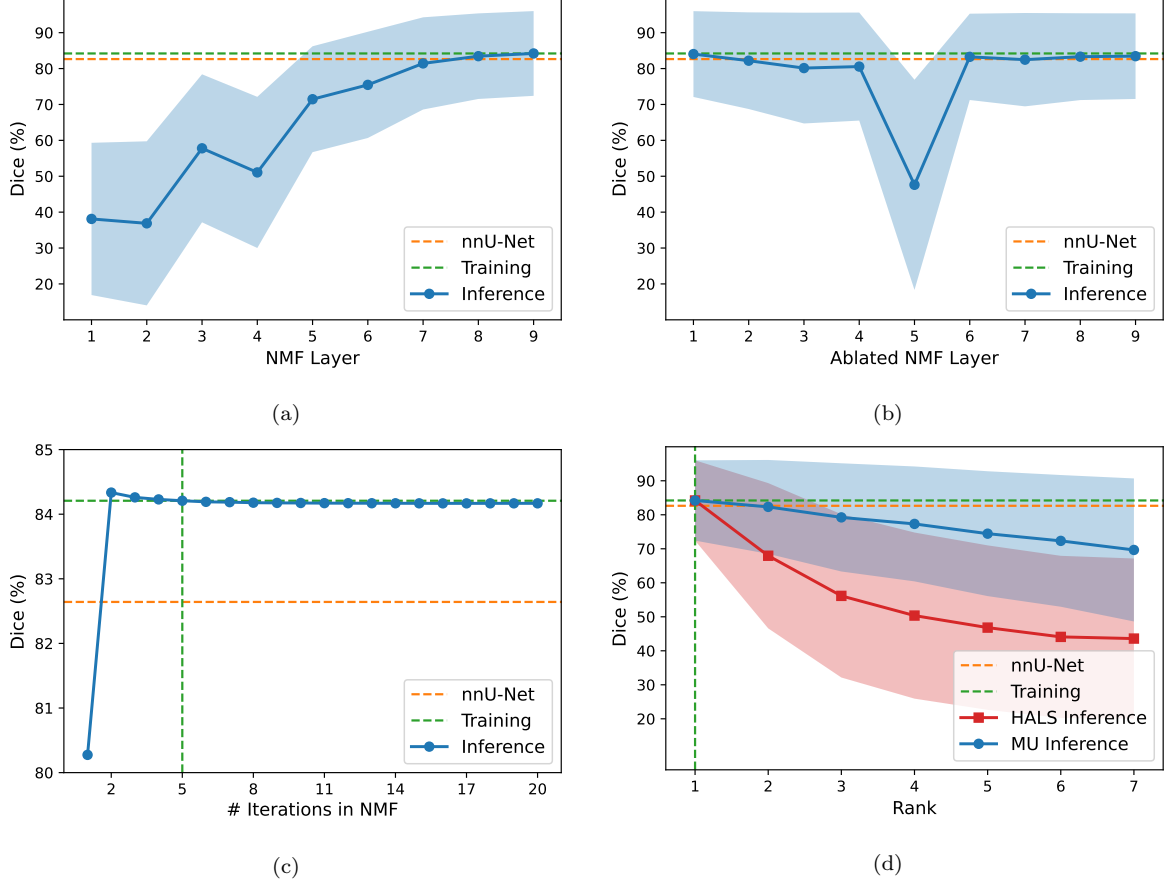 90
80
70
60
50
40
30
20
Dice (%)
nnU-Net
Training
Inference
1 2 3 4 5 6 7 8 9
NMF Layer
(a)
90
80
70
60
50
40
30
20
Dice (%)
nnU-Net
Training
Inference
1 2 3 4 5 6 7 8 9
Ablated NMF Layer
(b)
85
84
83
82
81
80
Dice (%)
nnU-Net
Training
Inference
2 5 8 11 14 17 20
# Iterations in NMF
(c)
90
80
70
60
50
40
30
20
Dice (%)
nnU-Net
Training
HALS Inference
MU Inference
1 2 3 4 5 6 7
Rank
(d)